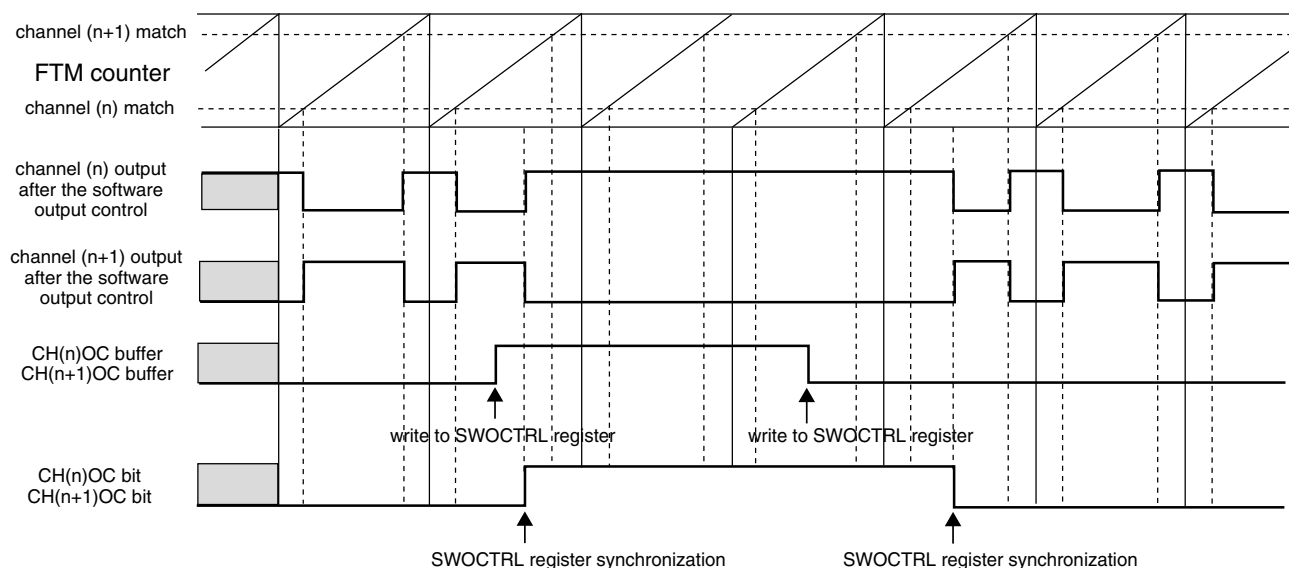 channel (n+1) match
FTM counter
channel (n) match
channel (n) output
after the software
output control
channel (n+1) output
after the software
output control
CH(n)OC buffer
CH(n+1)OC buffer
write to SWOCTRL register
write to SWOCTRL register
CH(n)OC bit
CH(n+1)OC bit
SWOCTRL register synchronization
SWOCTRL register synchronization